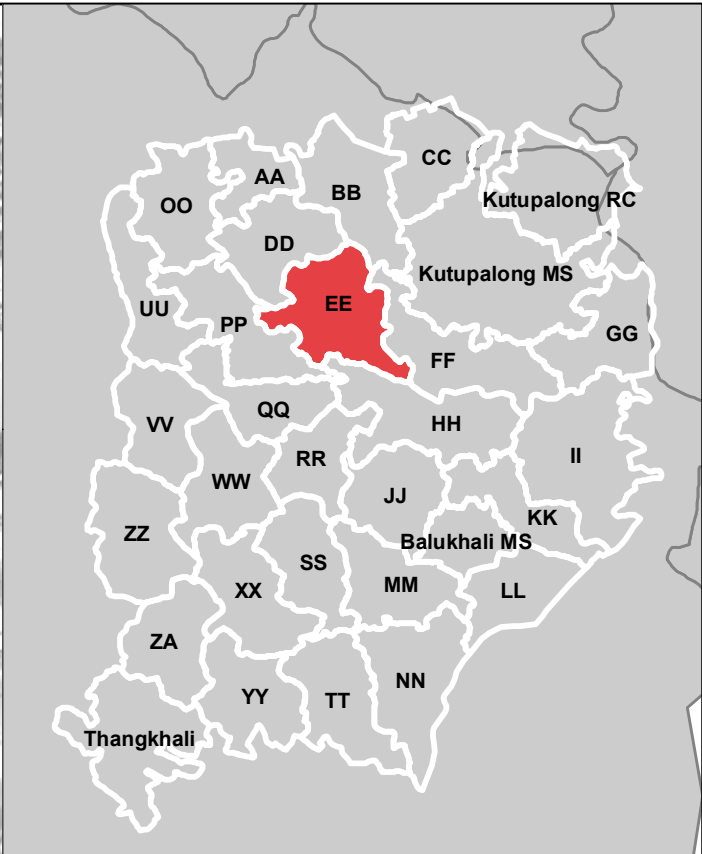 CC
AA
BB
Kutupalong RC
OO
DD
Kutupalong MS
EE
UU
PP
GG
FF
QQ
VV
HH
RR
II
WW
JJ
KK
ZZ
Balukhali MS
SS
MM
XX
LL
ZA
NN
YY
TT
Thangkhali